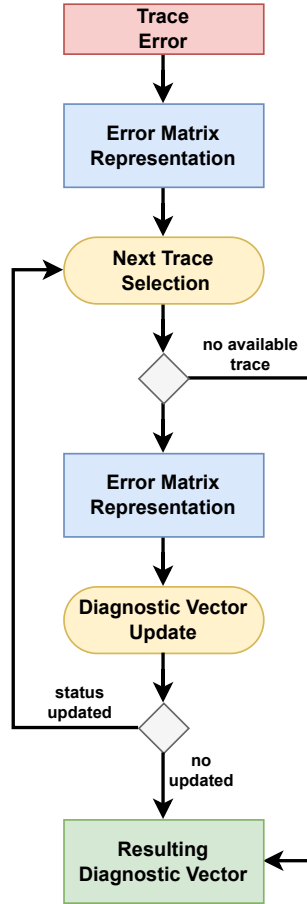 Trace
Error
Error Matrix
Representation
Next Trace
Selection
no available
trace
Error Matrix
Representation
Diagnostic Vector
Update
status
updated
no
updated
Resulting
Diagnostic Vector